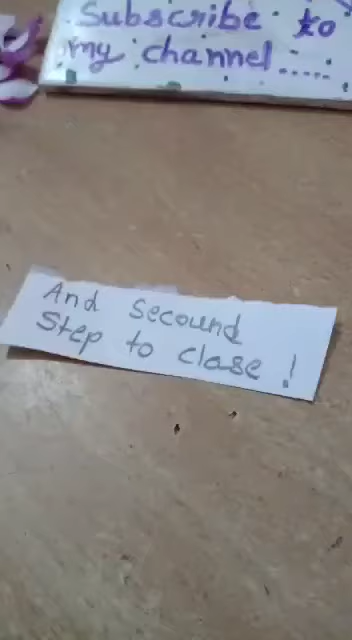 Subscribe to
my channel.....
And Secound
Step to clase!